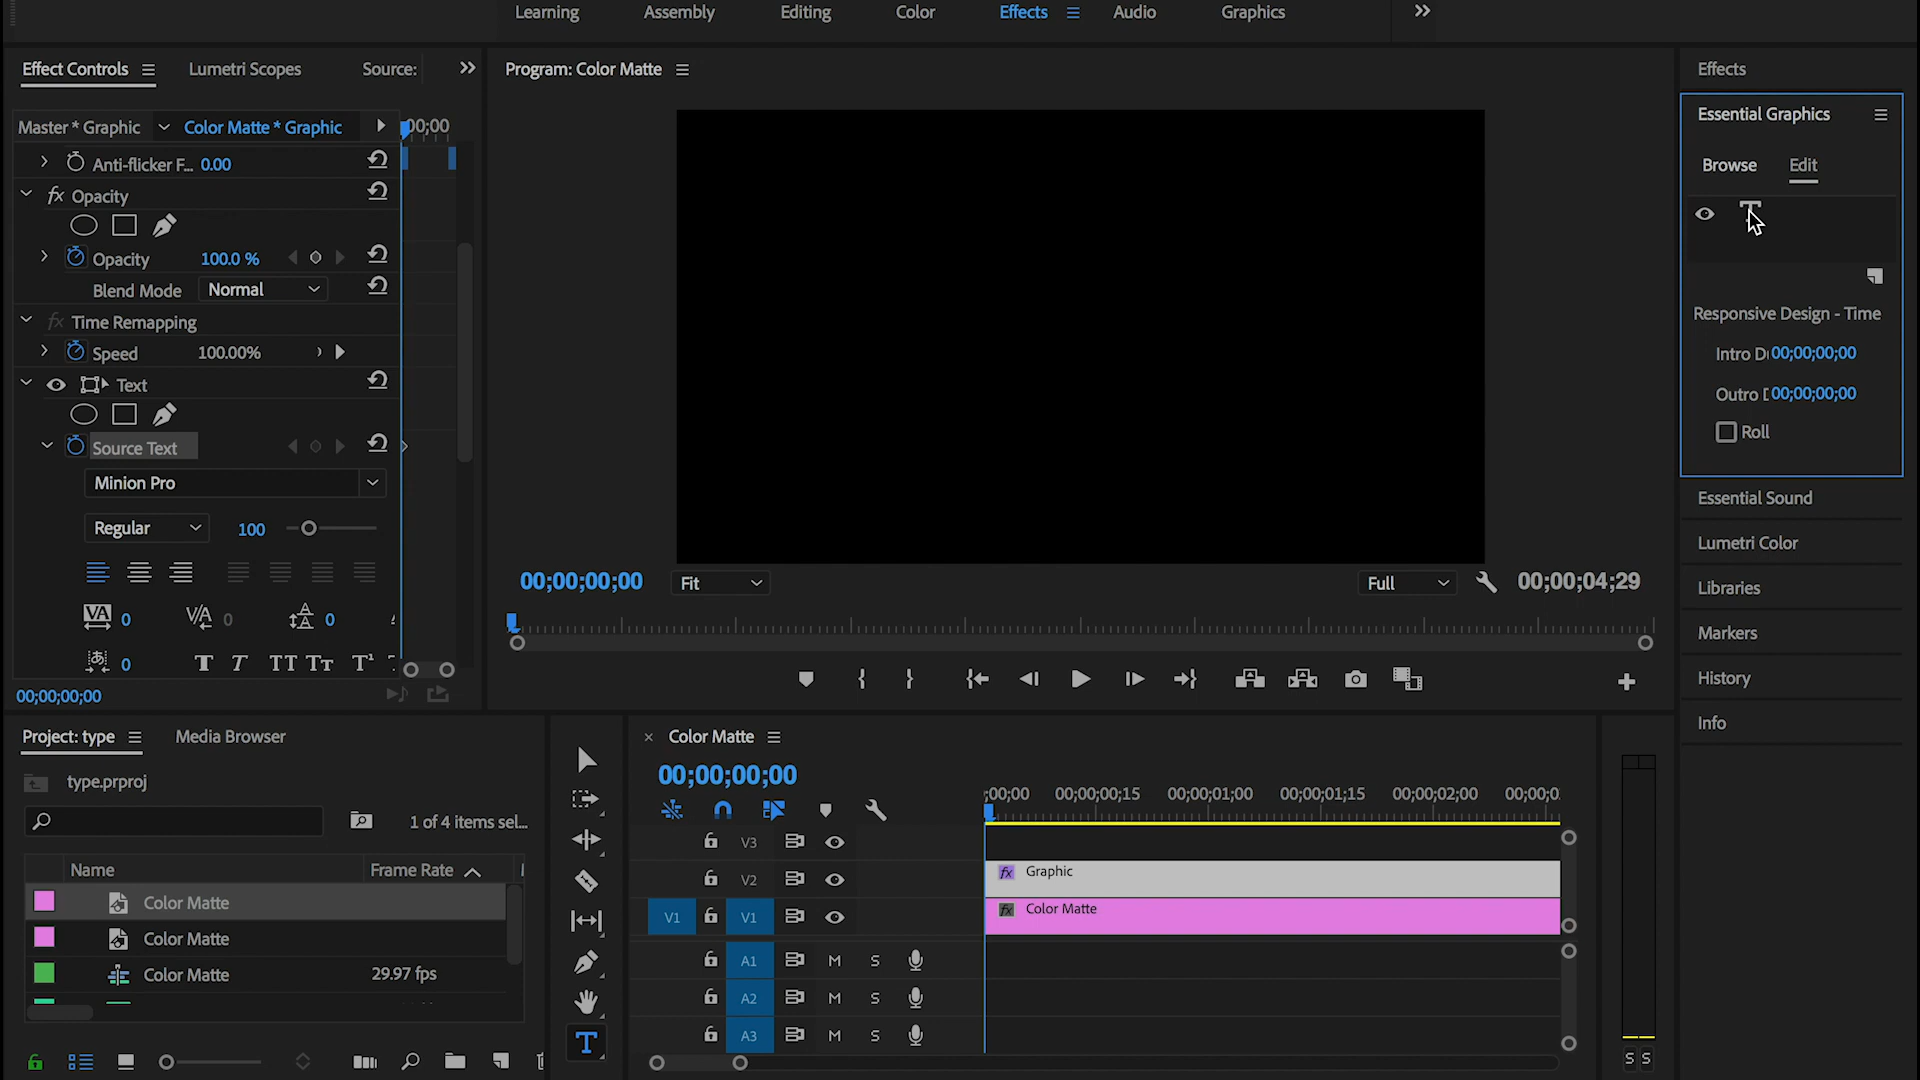 Learning Assembly Editing Color Effects Audio Graphics
Effect Controls Lumetri Scopes Source:
Program: Color Matte
Effects
Master * Graphic Color Matte * Graphic 00;00
Essential Graphics
Browse Edit
Anti-flicker F... 0.00
Opacity
Opacity 100.0 %
Blend Mode Normal
Time Remapping
Speed 100.00%
Text
Source Text
Minion Pro
Regular 100
VA 0 V/A 0 A 0
0 T T TT Tт T¹
00;00;00;00
Responsive Design - Time
Intro D 00;00;00;00
Outro D 00;00;00;00
Roll
Essential Sound
Lumetri Color
Libraries
Markers
History
Info
00;00;00;00 Fit Full 00;00;04;29
Project: type Media Browser
type.prproj
1 of 4 items sel...
Name Frame Rate
Color Matte
Color Matte
Color Matte 29.97 fps
Color Matte
00;00;00;00
;00;00 00;00;00;15 00;00;01;00 00;00;01;15 00;00;02;00 00;00;0
V3
V2 Graphic
V1 V1 Color Matte
A1 M S
A2 M S
A3 M S
T
S S